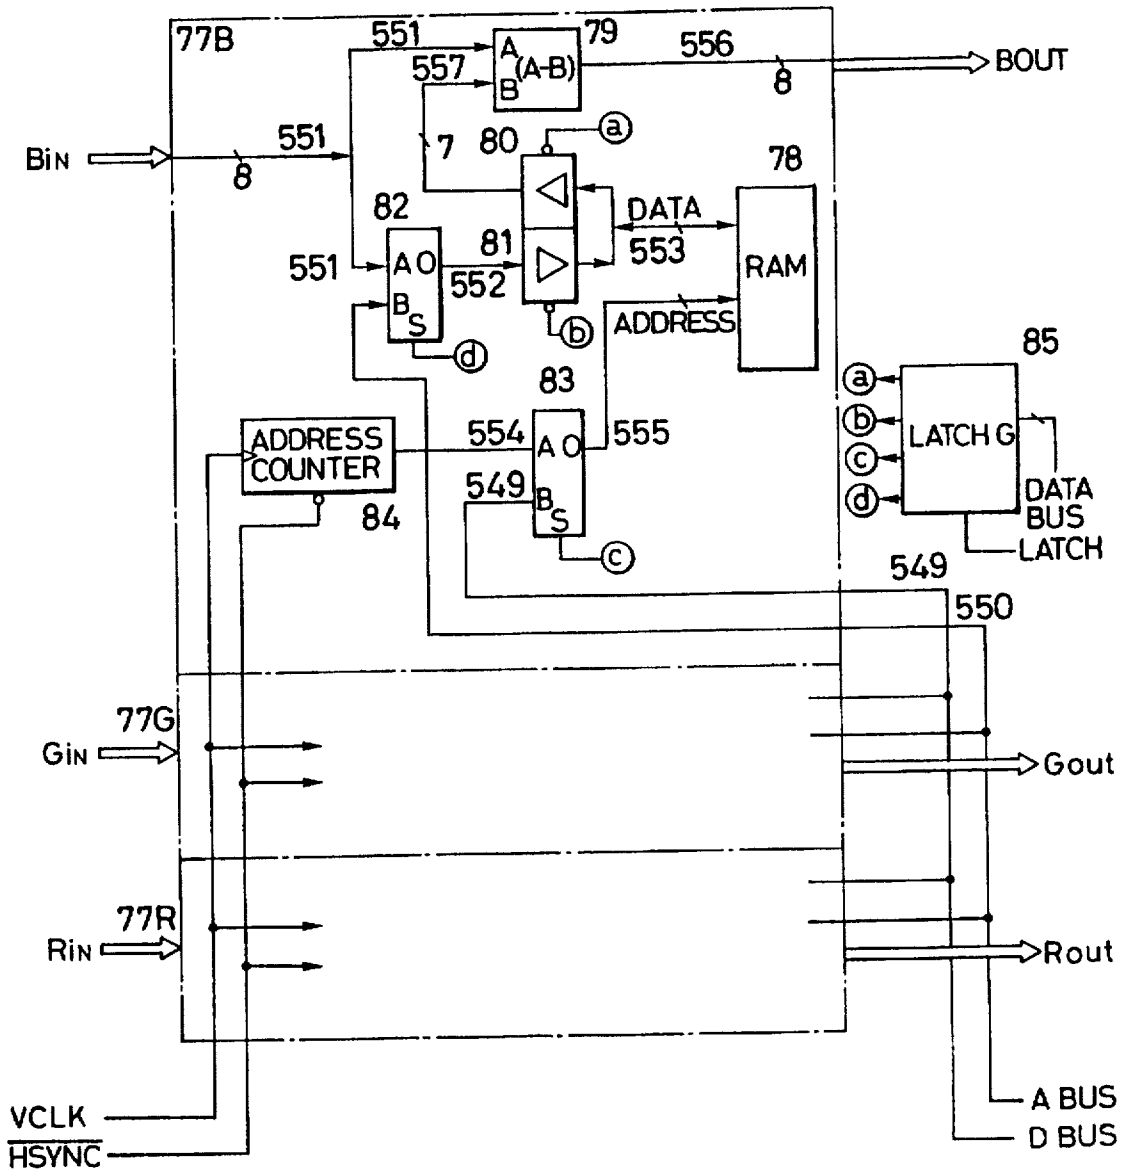 77B
551
79
556
A
(A-B)
B
8
BOUT
557
BIN
8
551
7
80
a
78
82
DATA
553
RAM
551
A O
B
S
552
81
ADDRESS
d
b
83
85
a
b
c
d
LATCH G
DATA
BUS
LATCH
ADDRESS
COUNTER
84
554
A O
B
S
555
549
c
549
550
77G
GIN
Gout
77R
RIN
Rout
VCLK
HSYNC
A BUS
D BUS